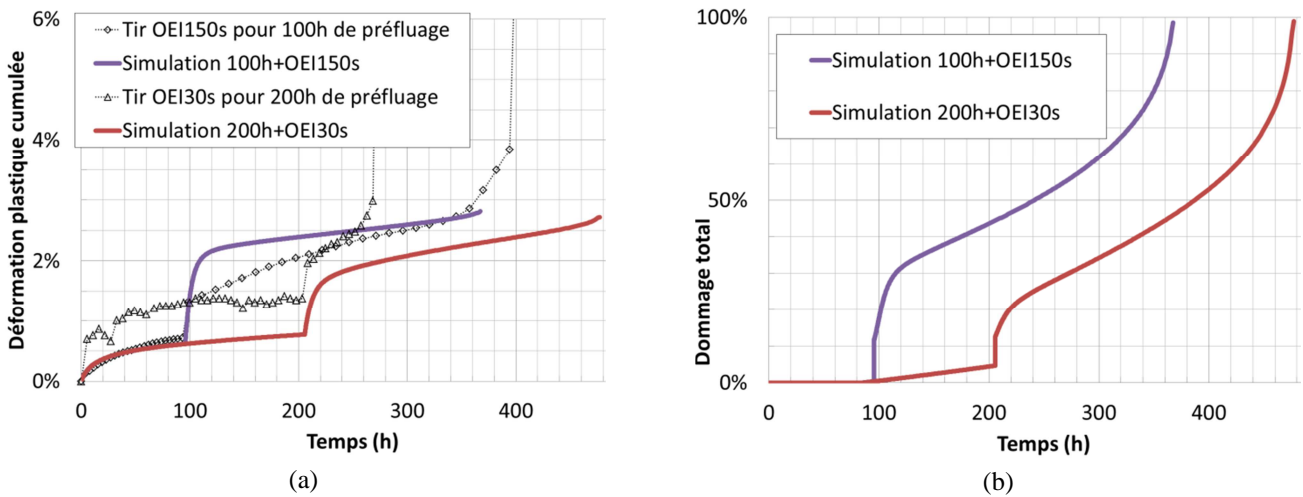 6%
4%
2%
0%
Déformation plastique cumulée
Tir OEI150s pour 100h de préfluage
Simulation 100h+OEI150s
Tir OEI30s pour 200h de préfluage
Simulation 200h+OEI30s
0 100 200 300 400
Temps (h)
(a)
100%
50%
0%
Dommage total
Simulation 100h+OEI150s
Simulation 200h+OEI30s
0 100 200 300 400
Temps (h)
(b)